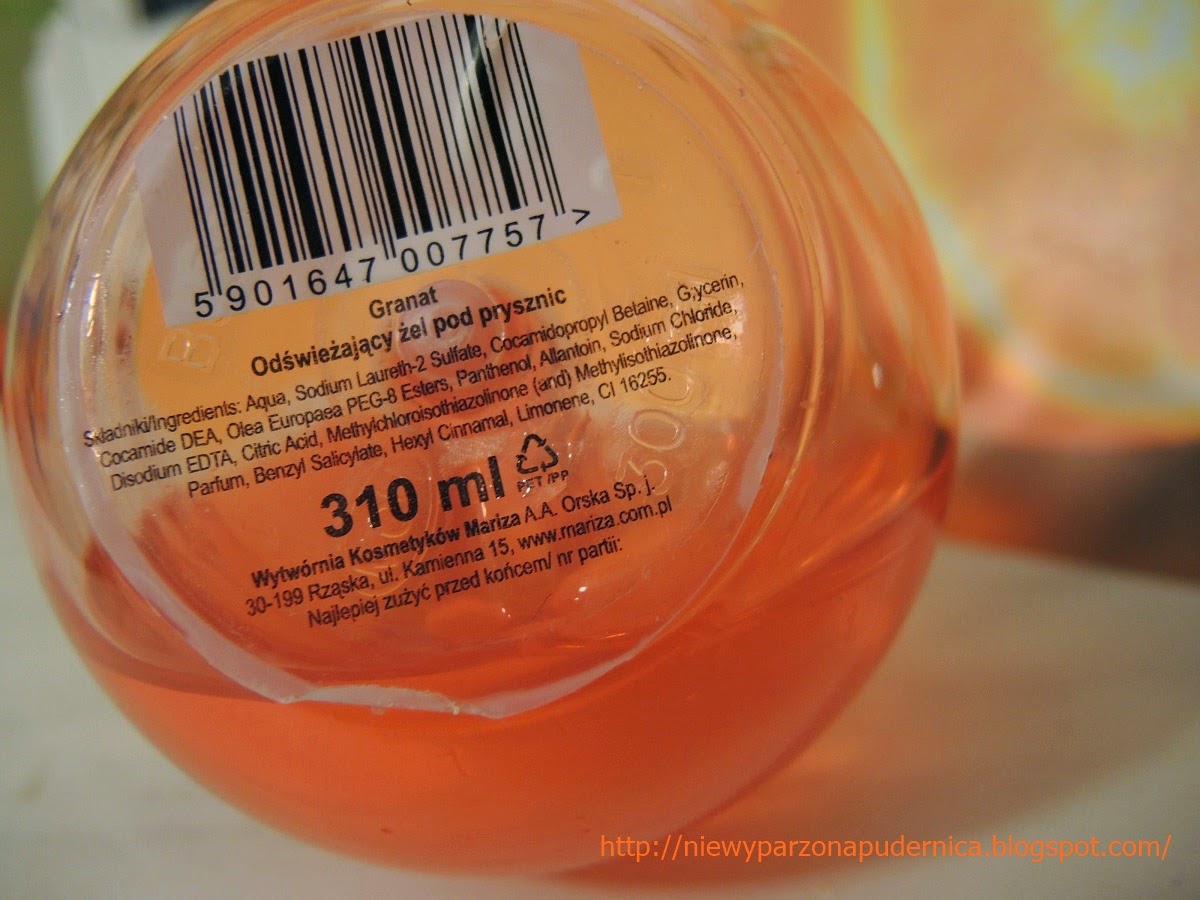 5 901647 007757 >
Granat
Odświeżający żel pod prysznic
Składniki/Ingredients: Aqua, Sodium Laureth-2 Sulfate, Cocamidopropyl Betaine, Glycerin,
Cocamide DEA, Olea Europaea PEG-8 Esters, Panthenol, Allantoin, Sodium Chloride,
Disodium EDTA, Citric Acid, Methylchloroisothiazolinone (and) Methylisothiazolinone,
Parfum, Benzyl Salicylate, Hexyl Cinnamal, Limonene, CI 16255.
310 ml
PET /PP
Wytwórnia Kosmetyków Mariza A.A. Orska Sp. j.
30-199 Rząska, ul. Kamienna 15, www.mariza.com.pl
Najlepiej zużyć przed końcem/ nr partii:
http://niewyparzonapudernica.blogspot.com/